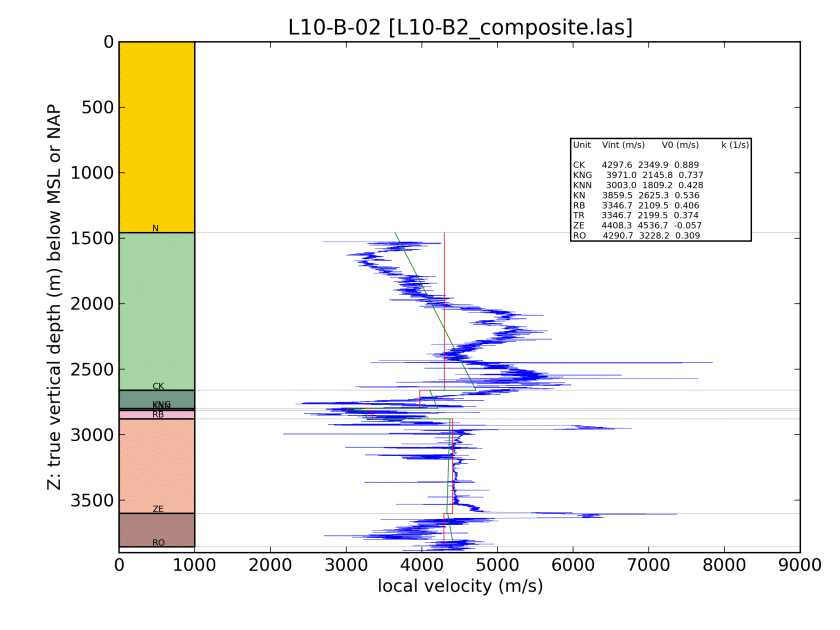 L10-B-02 [L10-B2_composite.las]
Z: true vertical depth (m) below MSL or NAP
0
500
1000
1500
2000
2500
3000
3500
N
CK
KNG
RB
ZE
RO
Unit Vint (m/s) V0 (m/s) k (1/s)
CK 4297.6 2349.9 0.889
KNG 3971.0 2145.8 0.737
KNN 3003.0 1809.2 0.428
KN 3859.5 2625.3 0.536
RB 3346.7 2109.5 0.406
TR 3346.7 2199.5 0.374
ZE 4408.3 4536.7 -0.057
RO 4290.7 3228.2 0.309
0 1000 2000 3000 4000 5000 6000 7000 8000 9000
local velocity (m/s)